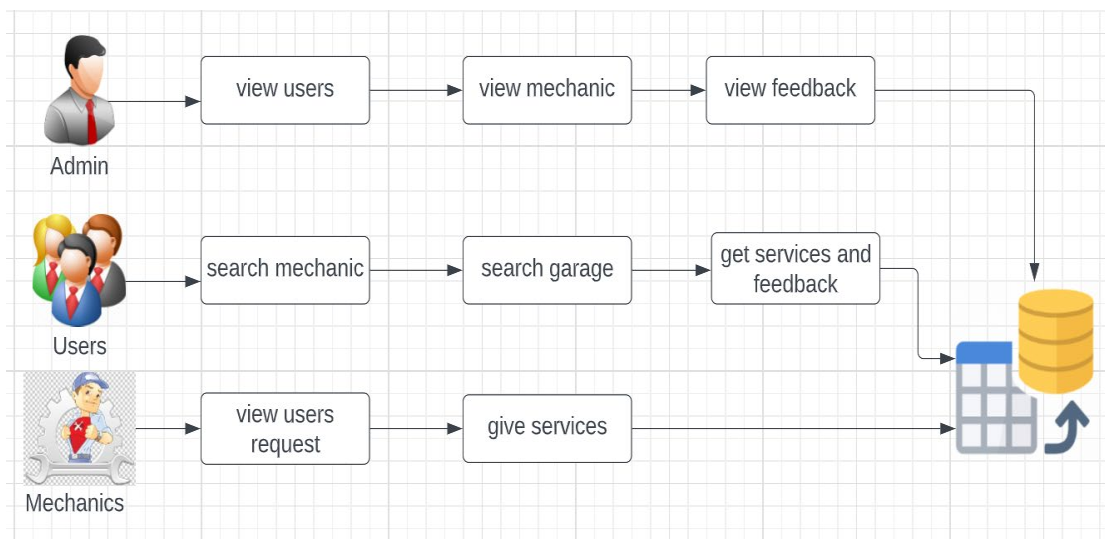 view users
view mechanic
view feedback
Admin
search mechanic
search garage
get services and
feedback
Users
view users
request
give services
Mechanics